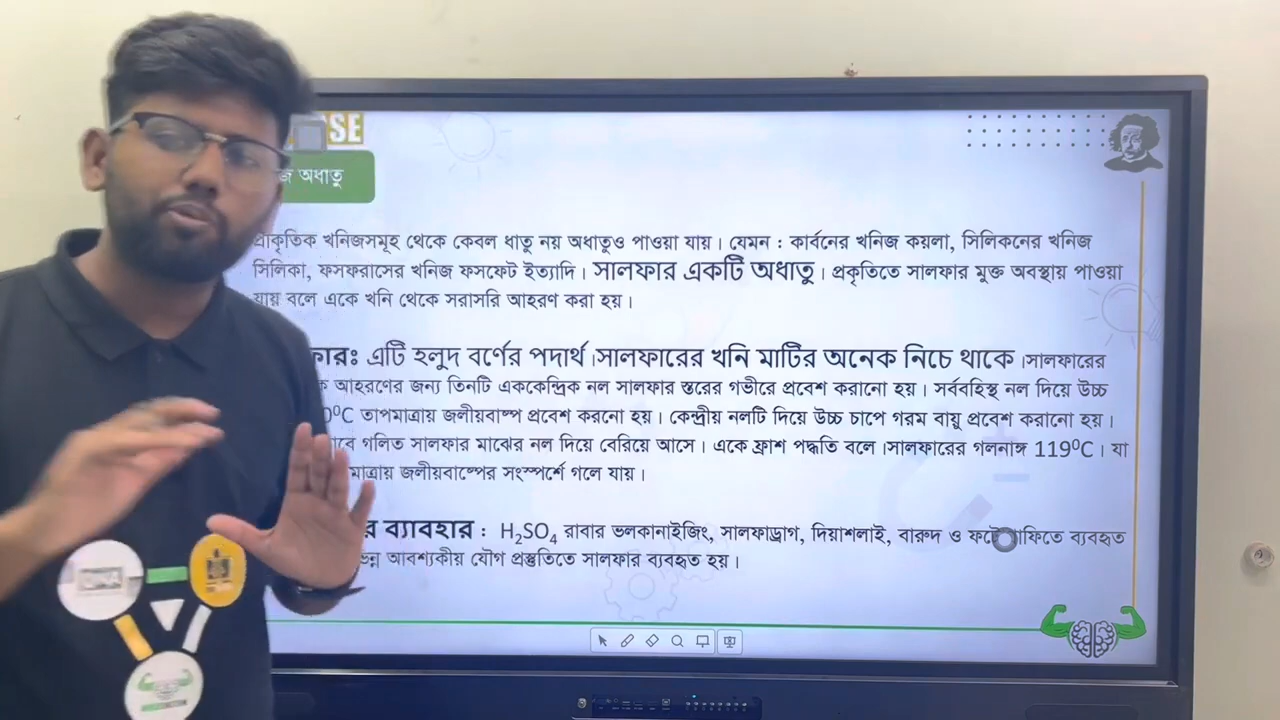 SE
অধাতু
প্রাকৃতিক খনিজসমূহ থেকে কেবল ধাতু নয় অধাতুও পাওয়া যায়। যেমন : কার্বনের খনিজ কয়লা, সিলিকনের খনিজ
সিলিকা, ফসফরাসের খনিজ ফসফেট ইত্যাদি। সালফার একটি অধাতু। প্রকৃতিতে সালফার মুক্ত অবস্থায় পাওয়া
যায় বলে একে খনি থেকে সরাসরি আহরণ করা হয়।
এটি হলুদ বর্ণের পদার্থ।সালফারের খনি মাটির অনেক নিচে থাকে।সালফারের
আহরণের জন্য তিনটি এককেন্দ্রিক নল সালফার স্তরের গভীরে প্রবেশ করানো হয়। সর্ববহিস্থ নল দিয়ে উচ্চ
0⁰C তাপমাত্রায় জলীয়বাষ্প প্রবেশ করনো হয়। কেন্দ্রীয় নলটি দিয়ে উচ্চ চাপে গরম বায়ু প্রবেশ করানো হয়।
গলিত সালফার মাঝের নল দিয়ে বেরিয়ে আসে। একে ফ্রাশ পদ্ধতি বলে।সালফারের গলনাঙ্ক 119⁰C। যা
মাত্রায় জলীয়বাষ্পের সংস্পর্শে গলে যায়।
র ব্যাবহার : H₂SO₄ রাবার ভলকানাইজিং, সালফাড্রাগ, দিয়াশলাই, বারুদ ও ব্যবহৃত
আবশ্যকীয় যৌগ প্রস্তুতিতে সালফার ব্যবহৃত হয়।